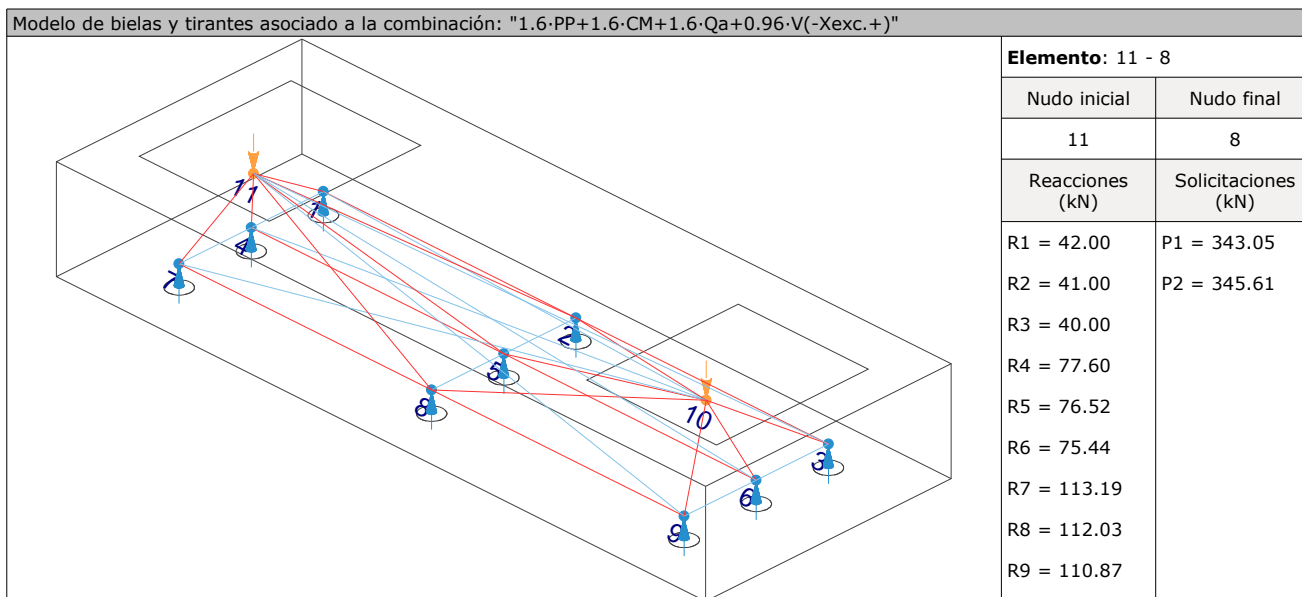 Modelo de bielas y tirantes asociado a la combinación: "1.6·PP+1.6·CM+1.6·Qa+0.96·V(-Xexc.+)"
Elemento: 11 - 8
Nudo inicial Nudo final
11 8
Reacciones (kN) Solicitaciones (kN)
R1 = 42.00 P1 = 343.05
R2 = 41.00 P2 = 345.61
R3 = 40.00
R4 = 77.60
R5 = 76.52
R6 = 75.44
R7 = 113.19
R8 = 112.03
R9 = 110.87
11
1
4
7
2
5
8
10
3
6
9